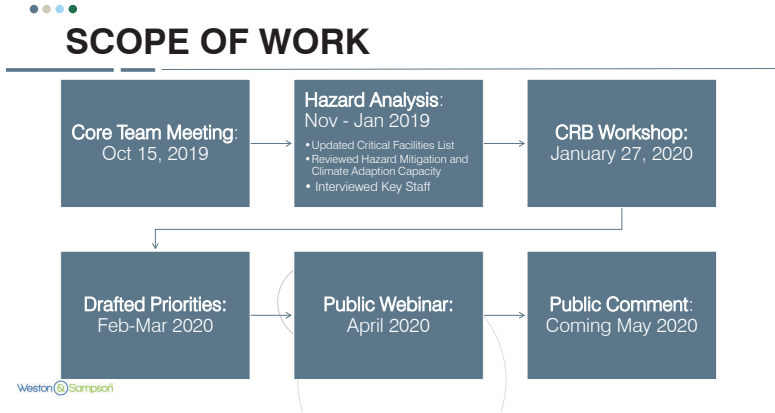 SCOPE OF WORK
Core Team Meeting:
Oct 15, 2019
Hazard Analysis:
Nov - Jan 2019
• Updated Critical Facilities List
• Reviewed Hazard Mitigation and
Climate Adaption Capacity
• Interviewed Key Staff
CRB Workshop:
January 27, 2020
Drafted Priorities:
Feb-Mar 2020
Public Webinar:
April 2020
Public Comment:
Coming May 2020
Weston & Sampson